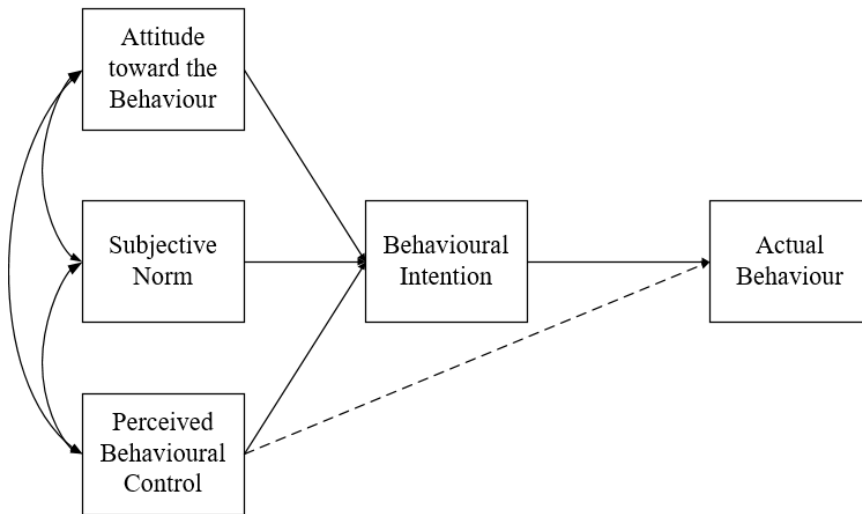 Attitude
toward the
Behaviour
Subjective
Norm
Behavioural
Intention
Actual
Behaviour
Perceived
Behavioural
Control